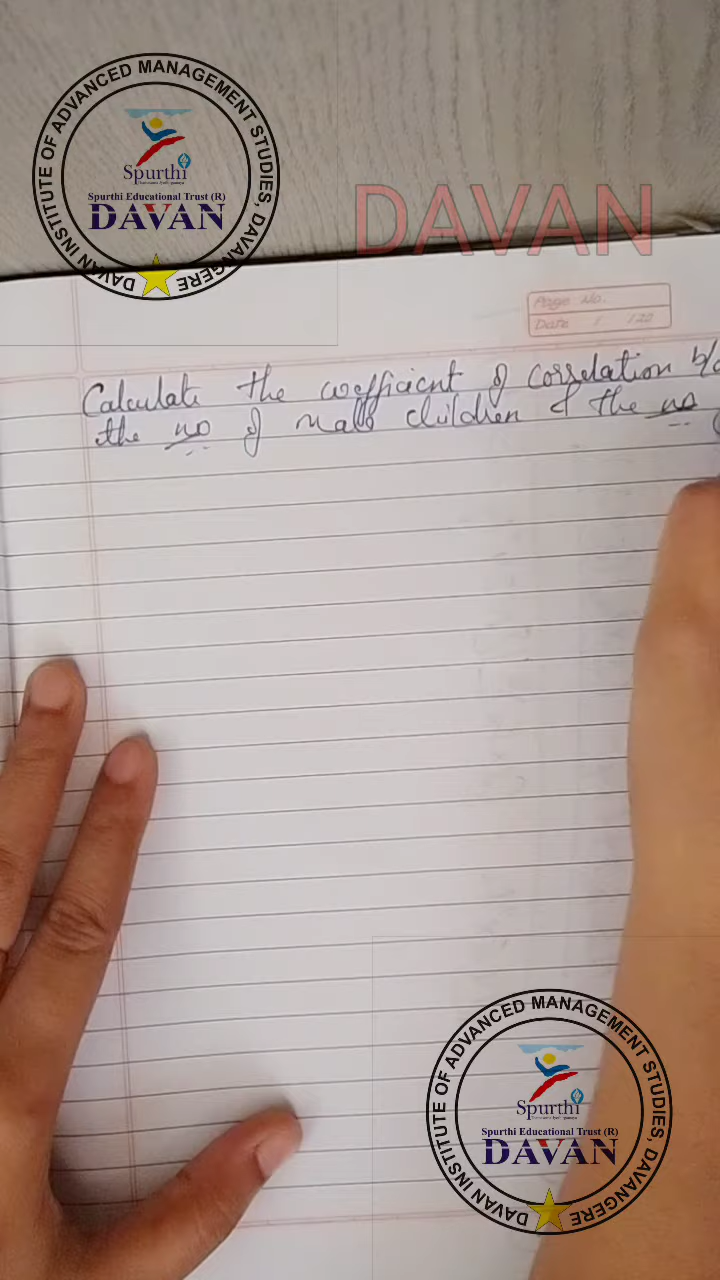 DAVAN INSTITUTE OF ADVANCED MANAGEMENT STUDIES, DAVANGERE
Spurthi
Spurthi Educational Trust (R)
DAVAN
DAVAN
Page No.
Date / /20
Calculate the coefficient of correlation b/
the no of male children & the no
DAVAN INSTITUTE OF ADVANCED MANAGEMENT STUDIES, DAVANGERE
Spurthi
Spurthi Educational Trust (R)
DAVAN